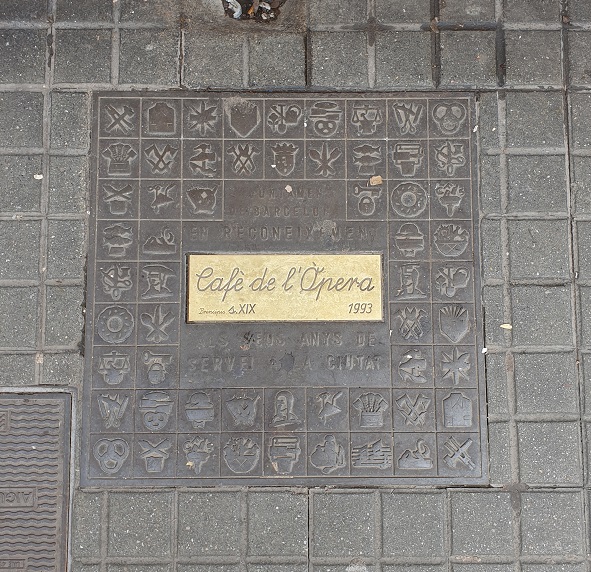 AJUNTAMENT
DE BARCELONA
EN RECONEIXEMENT
Cafè de l'Òpera
Principis S. XIX 1993
ALS SEUS ANYS DE
SERVEI A LA CIUTAT